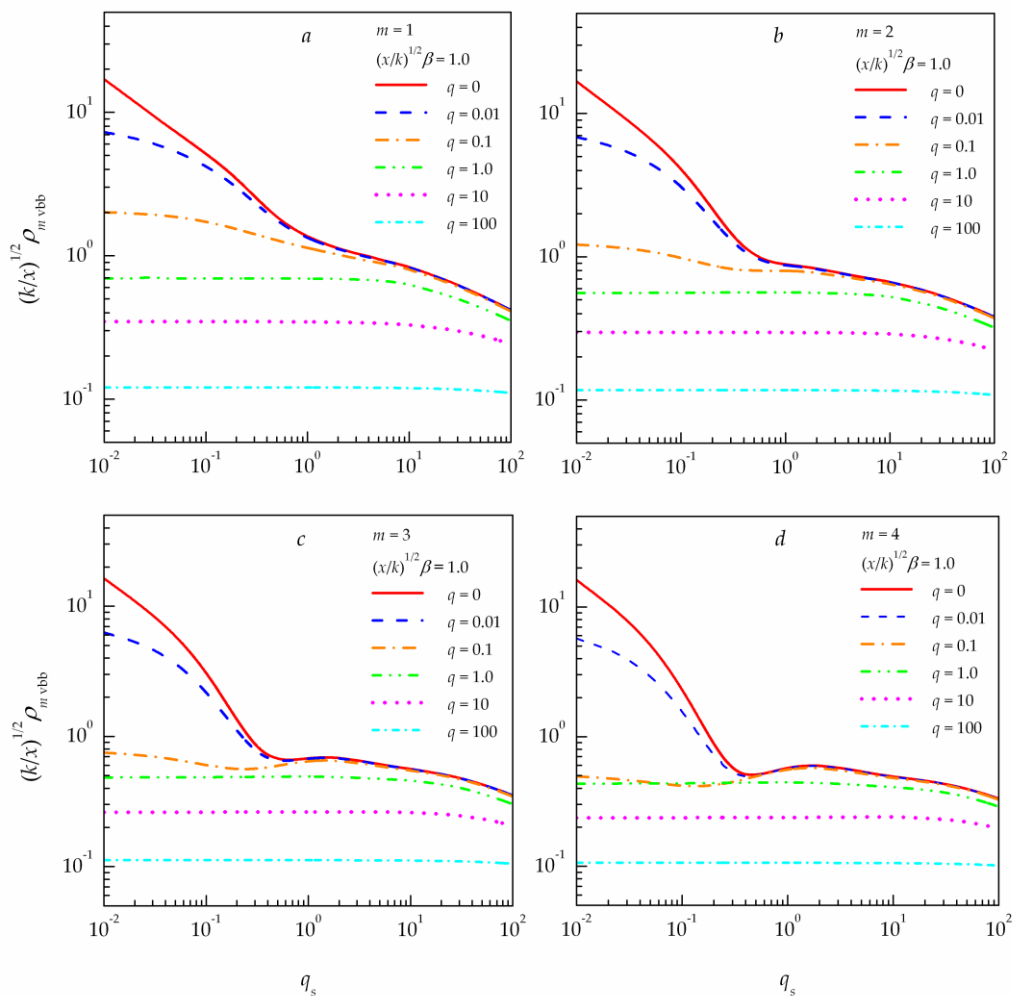 a
m = 1
(x/k)^{1/2} β = 1.0
q = 0
q = 0.01
q = 0.1
q = 1.0
q = 10
q = 100
10^1
10^0
10^{-1}
(k/x)^{1/2} ρ_{m vbb}
10^{-2} 10^{-1} 10^0 10^1 10^2
b
m = 2
(x/k)^{1/2} β = 1.0
q = 0
q = 0.01
q = 0.1
q = 1.0
q = 10
q = 100
10^1
10^0
10^{-1}
10^{-2} 10^{-1} 10^0 10^1 10^2
c
m = 3
(x/k)^{1/2} β = 1.0
q = 0
q = 0.01
q = 0.1
q = 1.0
q = 10
q = 100
10^1
10^0
10^{-1}
(k/x)^{1/2} ρ_{m vbb}
10^{-2} 10^{-1} 10^0 10^1 10^2
q_s
d
m = 4
(x/k)^{1/2} β = 1.0
q = 0
q = 0.01
q = 0.1
q = 1.0
q = 10
q = 100
10^1
10^0
10^{-1}
10^{-2} 10^{-1} 10^0 10^1 10^2
q_s